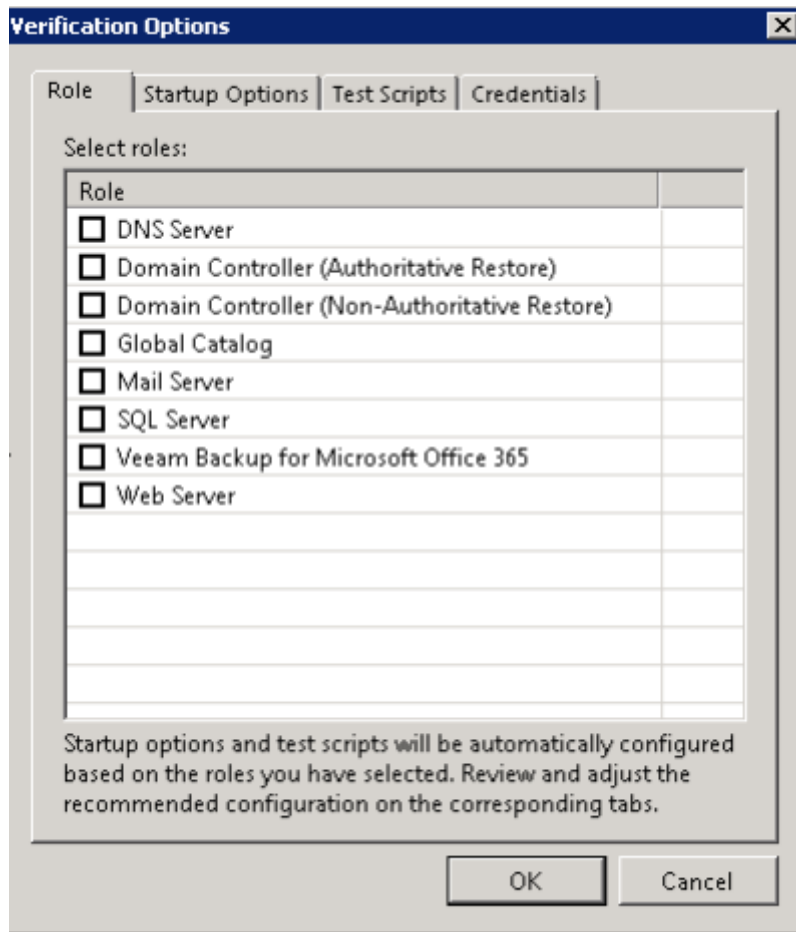 Verification Options
Role
Startup Options
Test Scripts
Credentials
Select roles:
Role
DNS Server
Domain Controller (Authoritative Restore)
Domain Controller (Non-Authoritative Restore)
Global Catalog
Mail Server
SQL Server
Veeam Backup for Microsoft Office 365
Web Server
Startup options and test scripts will be automatically configured
based on the roles you have selected. Review and adjust the
recommended configuration on the corresponding tabs.
OK
Cancel